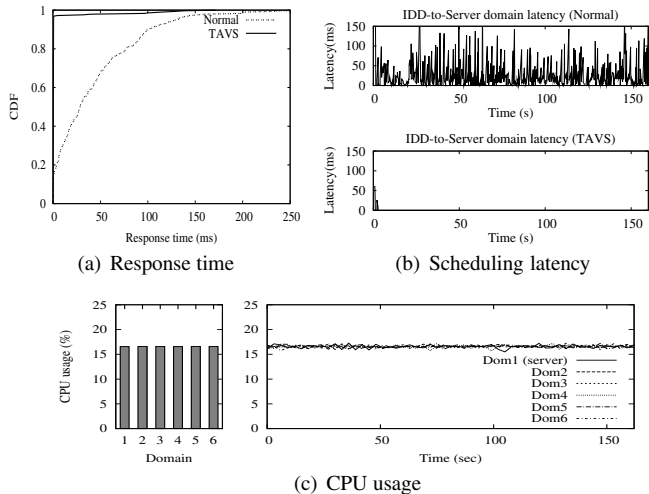 1
0.8
0.6
0.4
0.2
0
CDF
Normal
TAVS
0 50 100 150 200 250
Response time (ms)
(a) Response time
IDD-to-Server domain latency (Normal)
150
100
50
0
Latency(ms)
0 50 100 150
Time (s)
IDD-to-Server domain latency (TAVS)
150
100
50
0
Latency(ms)
0 50 100 150
Time (s)
(b) Scheduling latency
25
20
15
10
5
0
CPU usage (%)
1 2 3 4 5 6
Domain
25
20
15
10
5
0
Dom1 (server)
Dom2
Dom3
Dom4
Dom5
Dom6
0 50 100 150
Time (sec)
(c) CPU usage